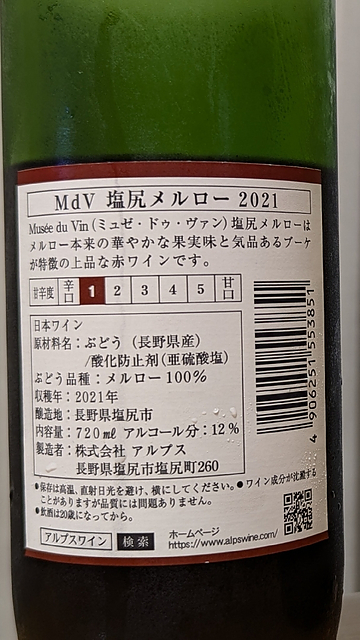 MdV 塩尻メルロー 2021
Musée du Vin (ミュゼ・ドゥ・ヴァン) 塩尻メルローは
メルロー本来の華やかな果実味と気品あるブーケ
が特徴の上品な赤ワインです。
甘辛度 辛口 1 2 3 4 5 甘口
日本ワイン
原材料名:ぶどう(長野県産)
/酸化防止剤(亜硫酸塩)
ぶどう品種:メルロー100%
収穫年:2021年
醸造地:長野県塩尻市
内容量:720㎖ アルコール分:12%
製造者:株式会社 アルプス
長野県塩尻市塩尻町260
4 906251 553851
●保存は高温、直射日光を避け、横にしてください。●ワイン成分が沈澱する
ことがありますが品質には問題ありません。
●飲酒は20歳になってから。
アルプスワイン 検索
ホームページ
https://www.alpswine.com/